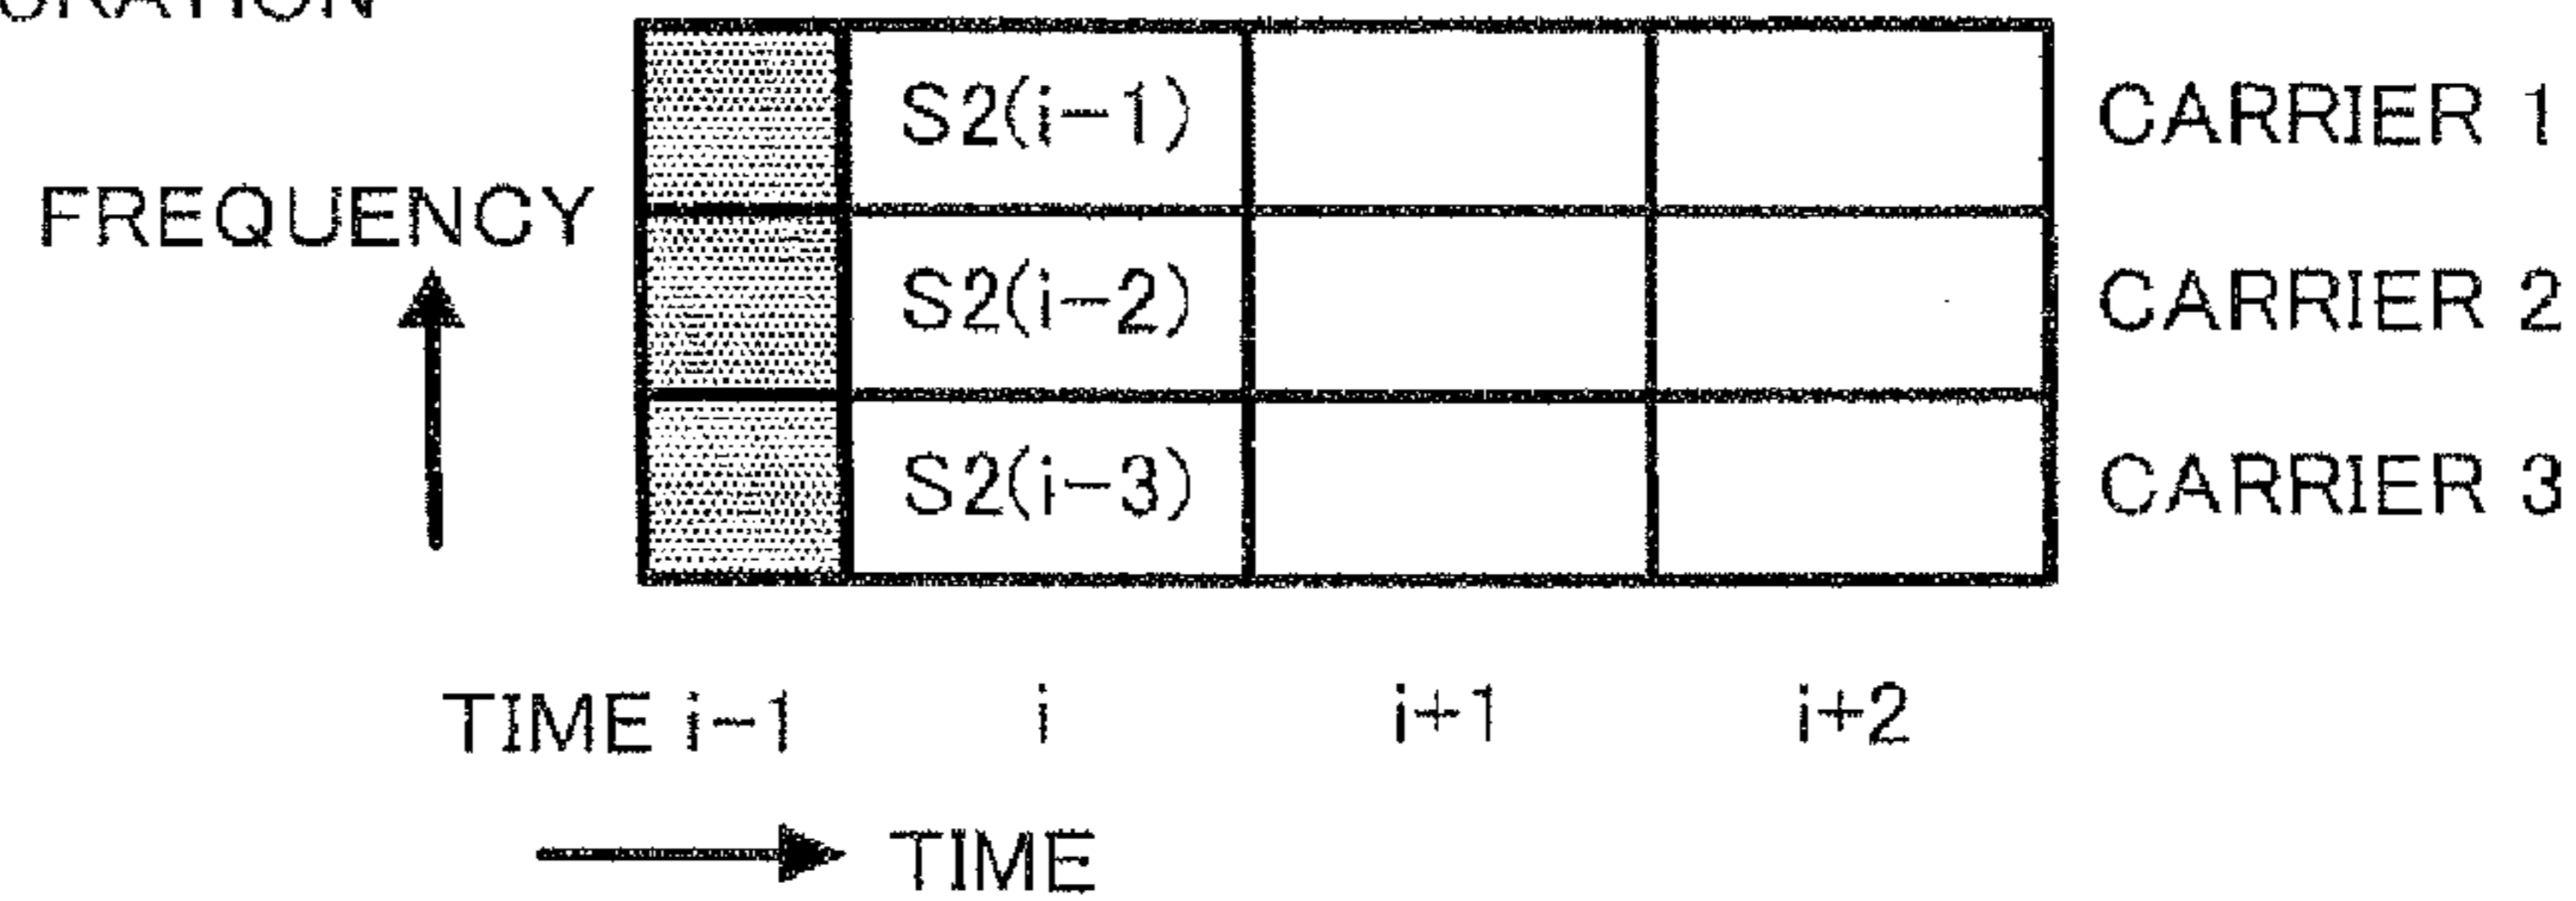 S2(i-1) CARRIER 1
FREQUENCY
S2(i-2) CARRIER 2
S2(i-3) CARRIER 3
TIME i-1 i i+1 i+2
TIME